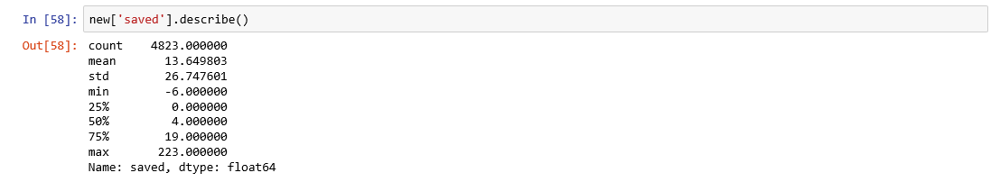 In [58]: new['saved'].describe()
Out[58]: count    4823.000000
mean       13.649803
std        26.747601
min        -6.000000
25%         0.000000
50%         4.000000
75%        19.000000
max       223.000000
Name: saved, dtype: float64